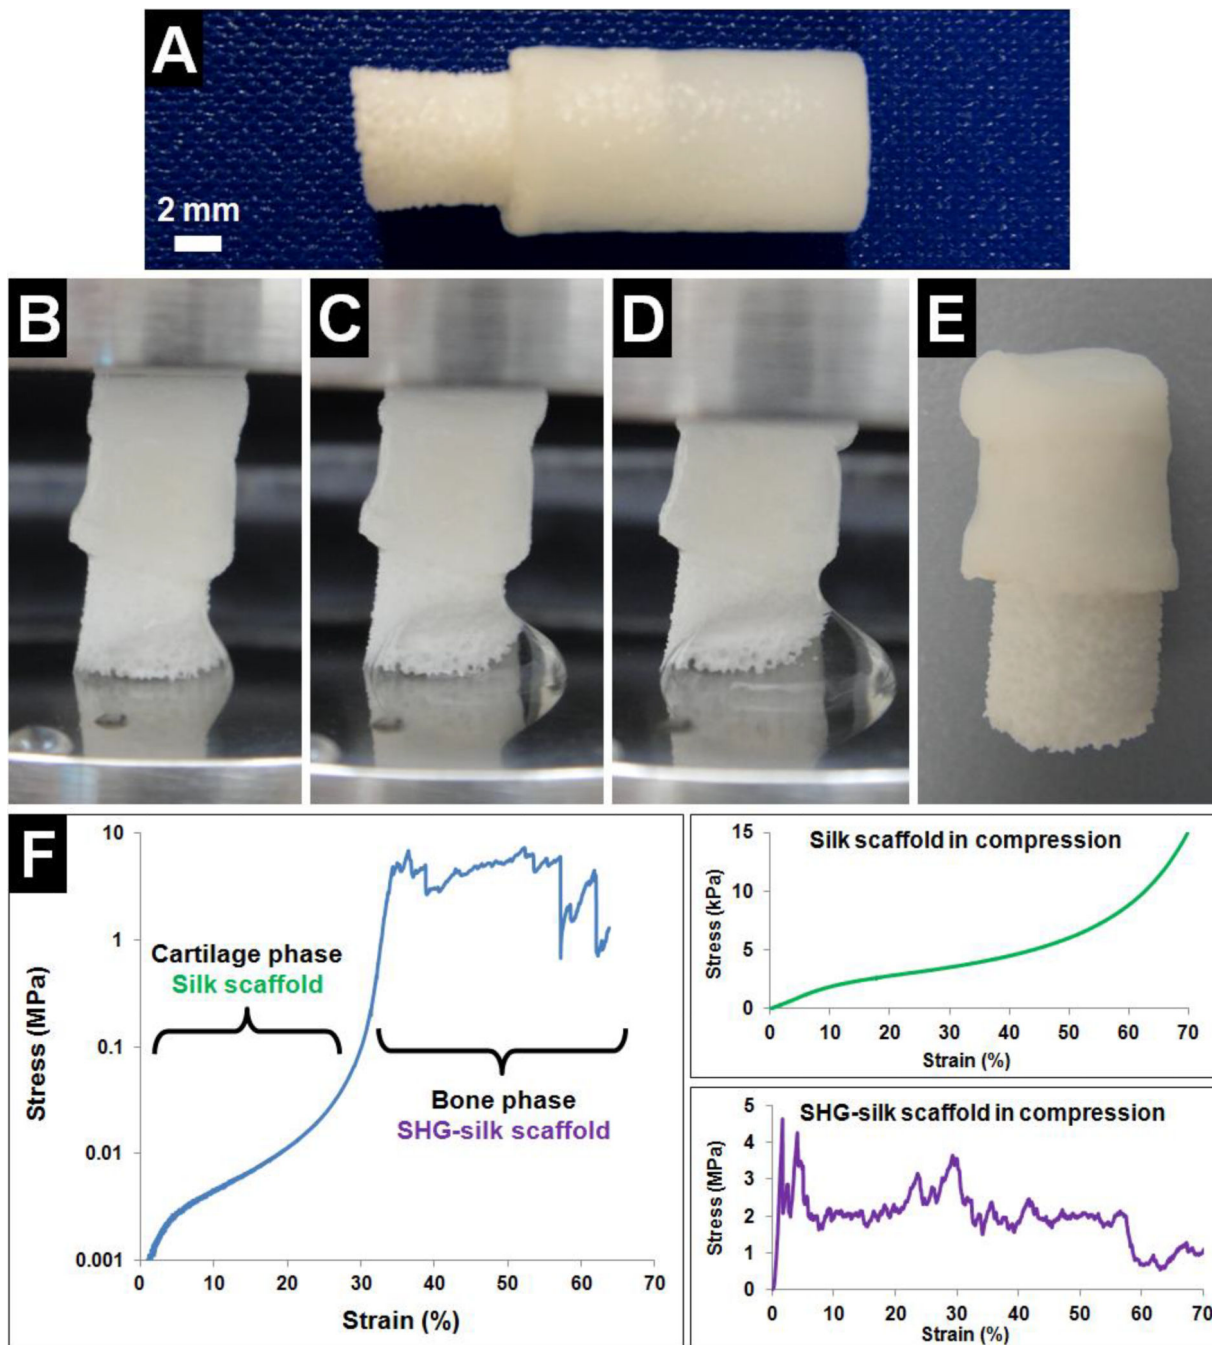 A
2 mm
B
C
D
E
F
10
1
0.1
0.01
0.001
Stress (MPa)
Cartilage phase
Silk scaffold
Bone phase
SHG-silk scaffold
0 10 20 30 40 50 60 70
Strain (%)
Silk scaffold in compression
15
10
5
0
Stress (kPa)
0 10 20 30 40 50 60 70
Strain (%)
SHG-silk scaffold in compression
5
4
3
2
1
0
Stress (MPa)
0 10 20 30 40 50 60 70
Strain (%)